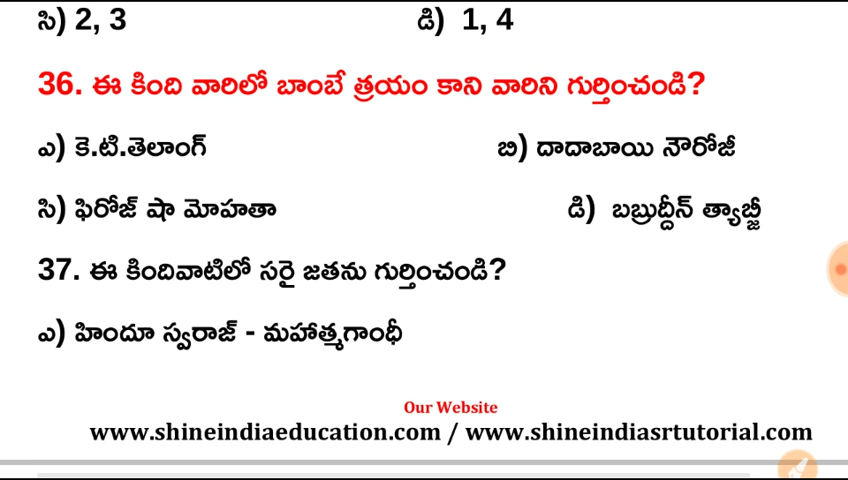 సి) 2, 3 డి) 1, 4
36. ఈ కింది వారిలో బాంబే త్రయం కాని వారిని గుర్తించండి?
ఎ) కె.టి.తెలాంగ్ బి) దాదాబాయి నౌరోజీ
సి) ఫిరోజ్ షా మోహతా డి) బబ్రుద్దీన్ త్యాబ్జీ
37. ఈ కిందివాటిలో సరై జతను గుర్తించండి?
ఎ) హిందూ స్వరాజ్ - మహాత్మగాంధీ
Our Website
www.shineindiaeducation.com / www.shineindiasrtutorial.com